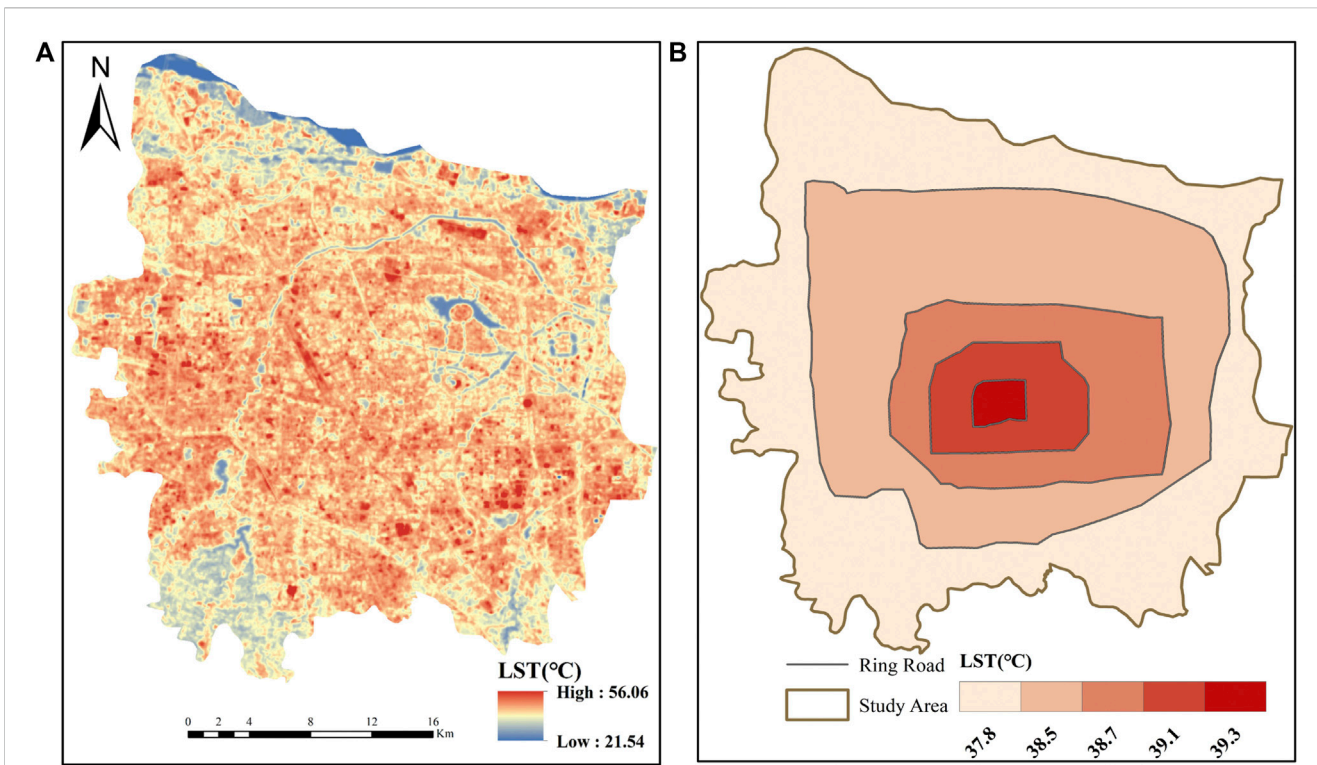 A
N
LST(°C)
High : 56.06
Low : 21.54
0 2 4 8 12 16
Km
B
Ring Road
Study Area
LST(°C)
37.8 38.5 38.7 39.1 39.3